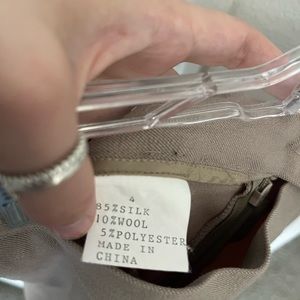 4
85%SILK
10%WOOL
5%POLYESTER
MADE IN
CHINA